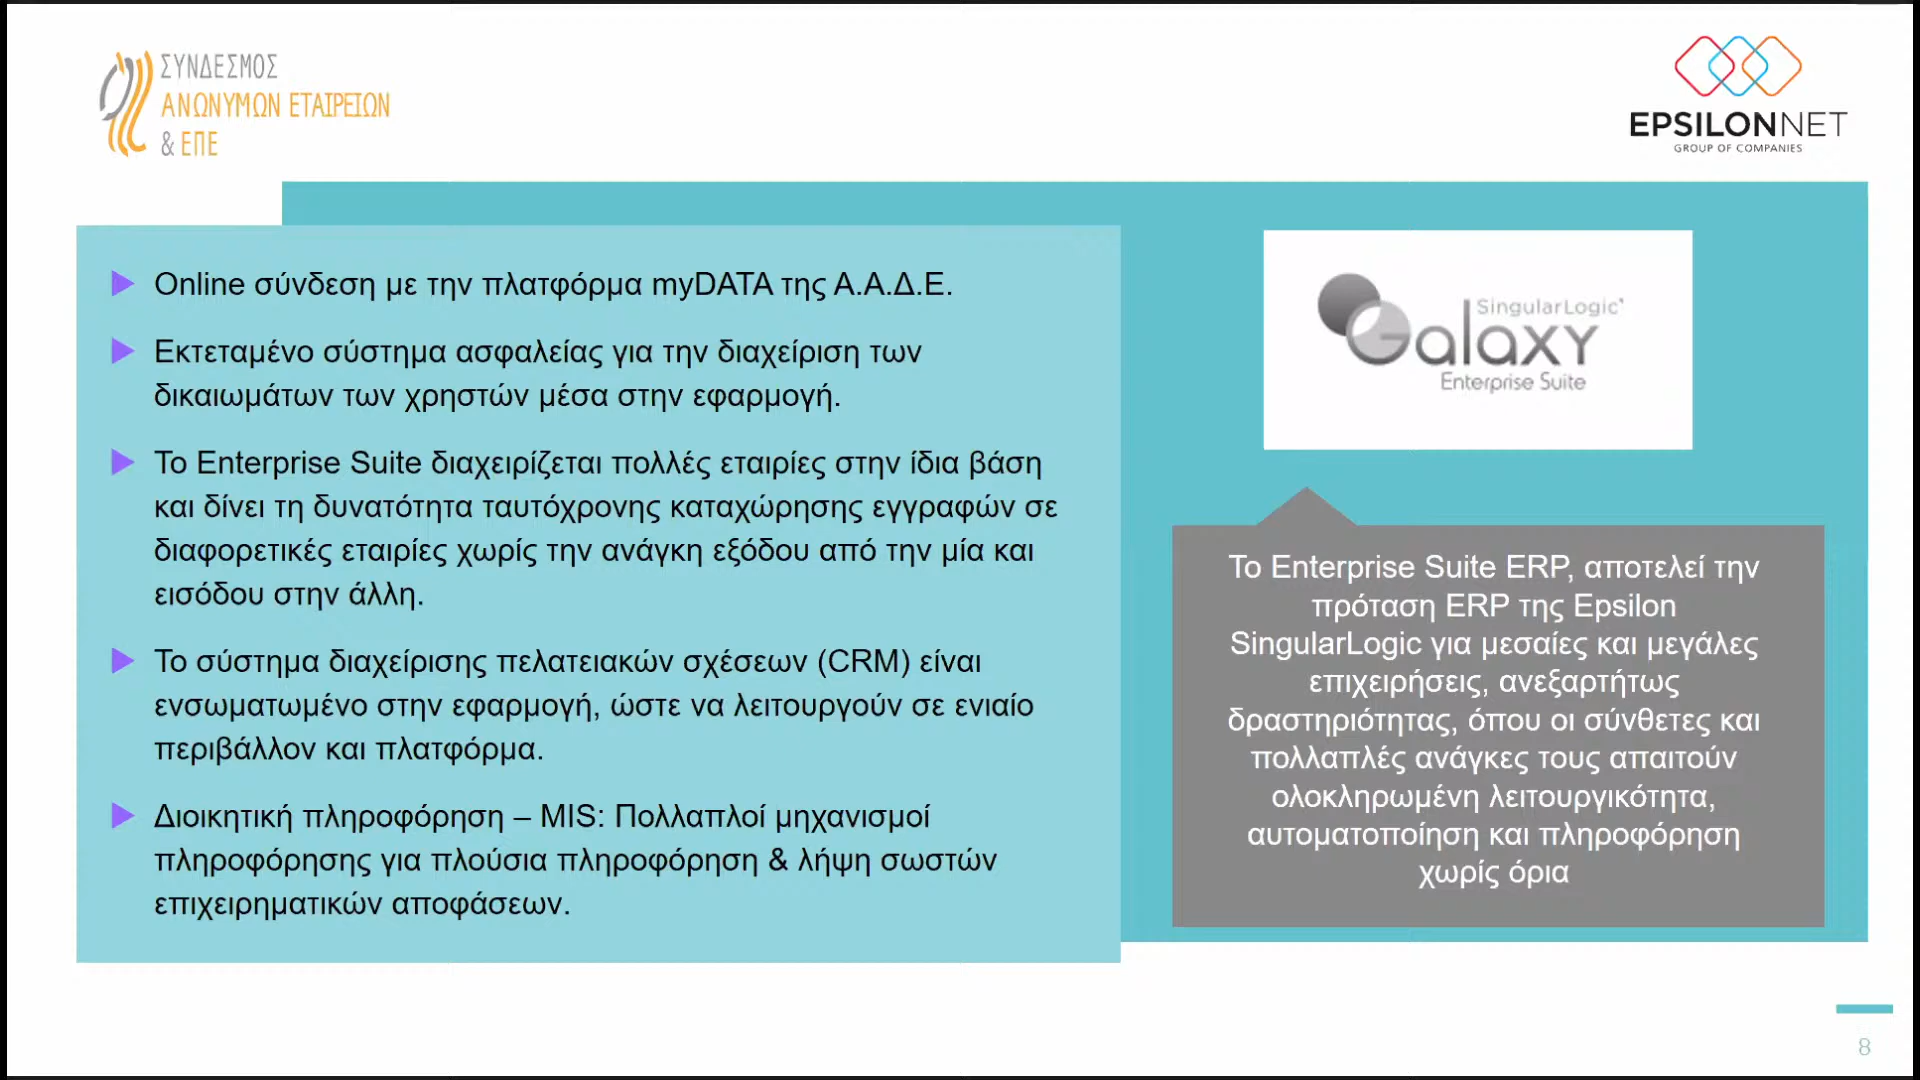 ΣΥΝΔΕΣΜΟΣ
ΑΝΩΝΥΜΩΝ ΕΤΑΙΡΕΙΩΝ
& ΕΠΕ
EPSILONNET
GROUP OF COMPANIES
Online σύνδεση με την πλατφόρμα myDATA της Α.Α.Δ.Ε.
Εκτεταμένο σύστημα ασφαλείας για την διαχείριση των
δικαιωμάτων των χρηστών μέσα στην εφαρμογή.
Το Enterprise Suite διαχειρίζεται πολλές εταιρίες στην ίδια βάση
και δίνει τη δυνατότητα ταυτόχρονης καταχώρησης εγγραφών σε
διαφορετικές εταιρίες χωρίς την ανάγκη εξόδου από την μία και
εισόδου στην άλλη.
Το σύστημα διαχείρισης πελατειακών σχέσεων (CRM) είναι
ενσωματωμένο στην εφαρμογή, ώστε να λειτουργούν σε ενιαίο
περιβάλλον και πλατφόρμα.
Διοικητική πληροφόρηση – MIS: Πολλαπλοί μηχανισμοί
πληροφόρησης για πλούσια πληροφόρηση & λήψη σωστών
επιχειρηματικών αποφάσεων.
SingularLogic
Galaxy
Enterprise Suite
Το Enterprise Suite ERP, αποτελεί την
πρόταση ERP της Epsilon
SingularLogic για μεσαίες και μεγάλες
επιχειρήσεις, ανεξαρτήτως
δραστηριότητας, όπου οι σύνθετες και
πολλαπλές ανάγκες τους απαιτούν
ολοκληρωμένη λειτουργικότητα,
αυτοματοποίηση και πληροφόρηση
χωρίς όρια
8